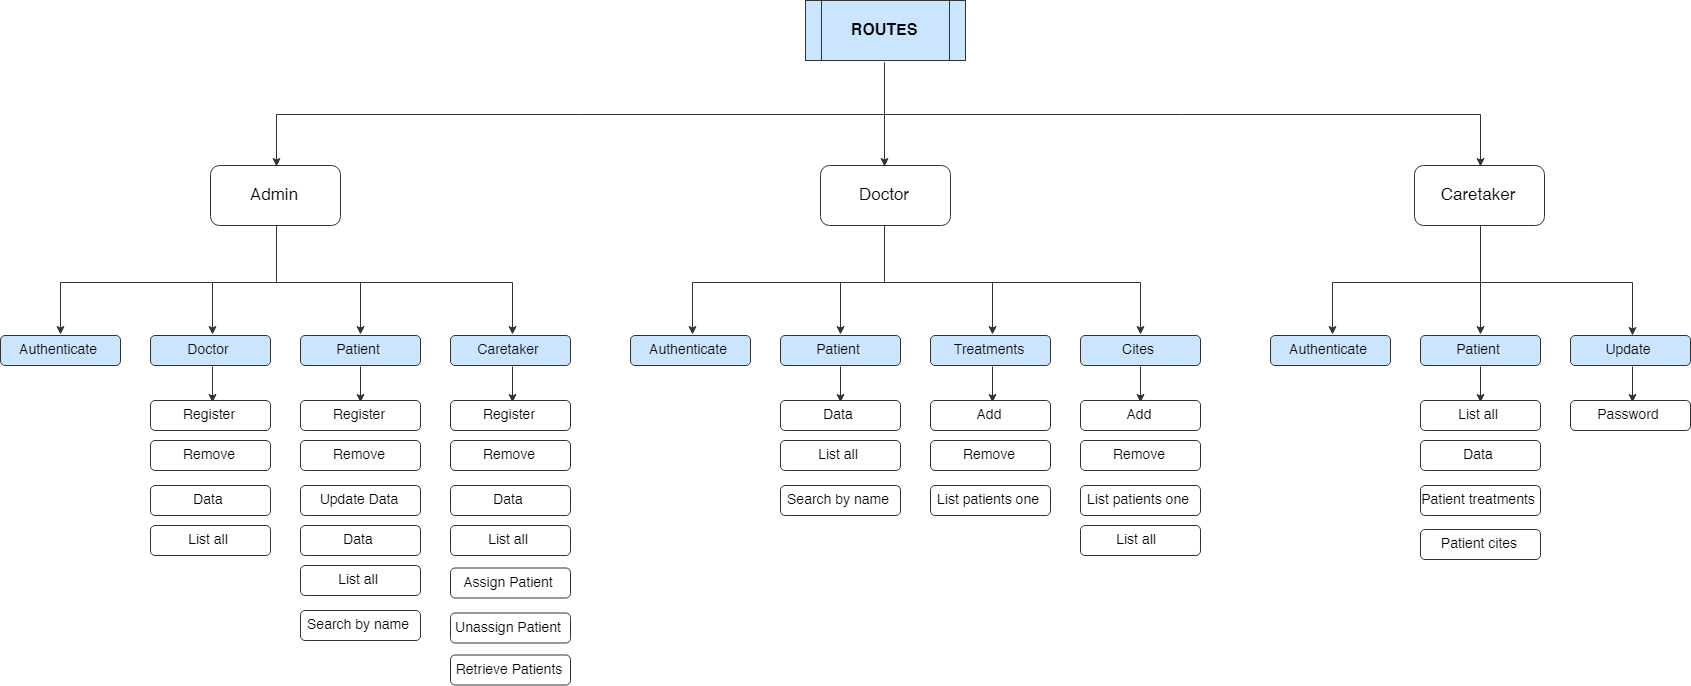 ROUTES
Admin
Doctor
Caretaker
Authenticate
Doctor
Patient
Caretaker
Authenticate
Patient
Treatments
Cites
Authenticate
Patient
Update
Register
Register
Register
Data
Add
Add
List all
Password
Remove
Remove
Remove
List all
Remove
Remove
Data
Data
Update Data
Data
Search by name
List patients one
List patients one
Patient treatments
List all
Data
List all
List all
Patient cites
List all
Assign Patient
Search by name
Unassign Patient
Retrieve Patients